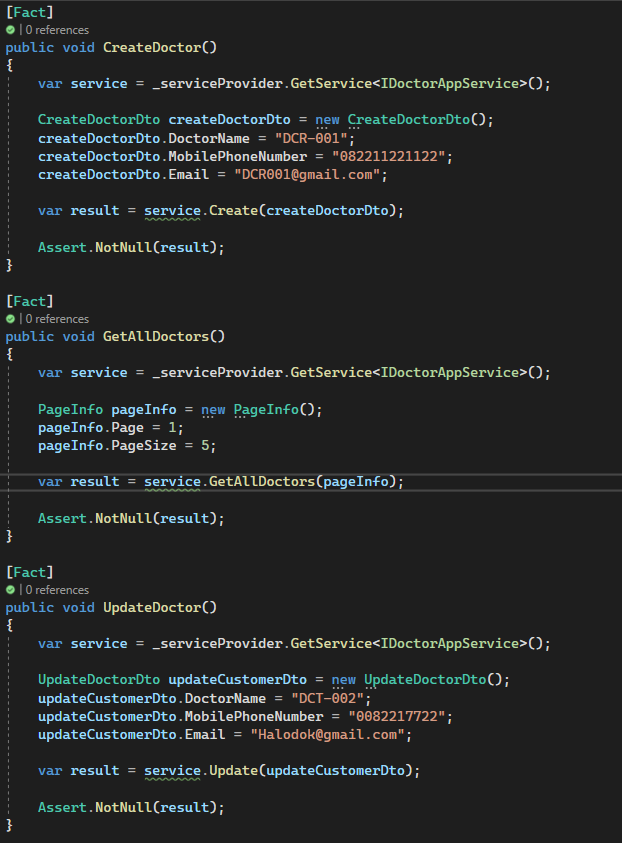 [Fact]
| 0 references
public void CreateDoctor()
{
var service = _serviceProvider.GetService<IDoctorAppService>();
CreateDoctorDto createDoctorDto = new CreateDoctorDto();
createDoctorDto.DoctorName = "DCR-001";
createDoctorDto.MobilePhoneNumber = "082211221122";
createDoctorDto.Email = "DCR001@gmail.com";
var result = service.Create(createDoctorDto);
Assert.NotNull(result);
}
[Fact]
| 0 references
public void GetAllDoctors()
{
var service = _serviceProvider.GetService<IDoctorAppService>();
PageInfo pageInfo = new PageInfo();
pageInfo.Page = 1;
pageInfo.PageSize = 5;
var result = service.GetAllDoctors(pageInfo);
Assert.NotNull(result);
}
[Fact]
| 0 references
public void UpdateDoctor()
{
var service = _serviceProvider.GetService<IDoctorAppService>();
UpdateDoctorDto updateCustomerDto = new UpdateDoctorDto();
updateCustomerDto.DoctorName = "DCT-002";
updateCustomerDto.MobilePhoneNumber = "0082217722";
updateCustomerDto.Email = "Halodok@gmail.com";
var result = service.Update(updateCustomerDto);
Assert.NotNull(result);
}